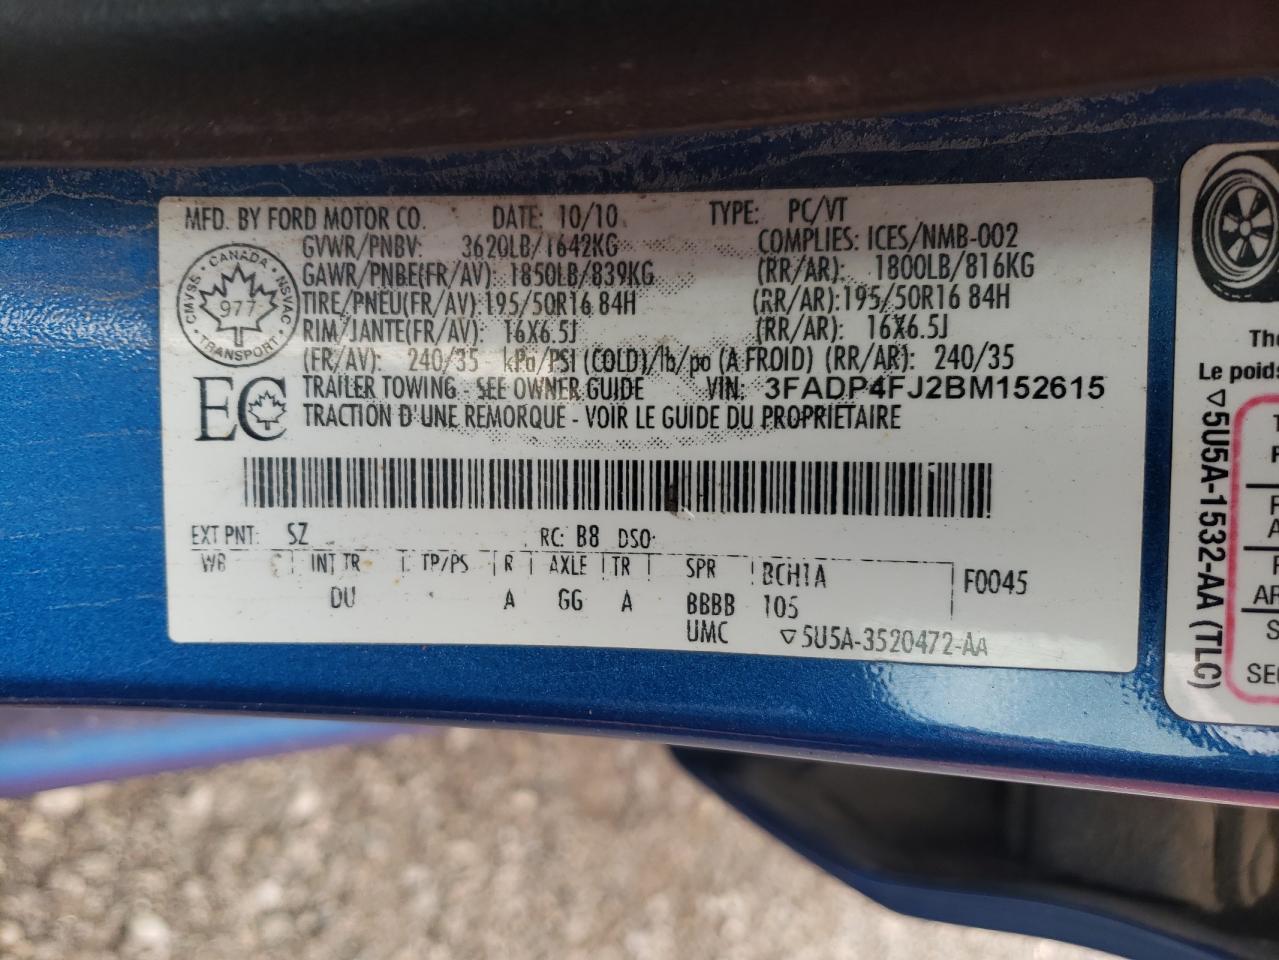 MFD. BY FORD MOTOR CO. DATE: 10/10 TYPE: PC/VT
GVWR/PNBV: 3620LB/1642KG COMPLIES: ICES/NMB-002
GAWR/PNBE(FR/AV): 1850LB/839KG (RR/AR): 1800LB/816KG
TIRE/PNEU(FR/AV): 195/50R16 84H (RR/AR): 195/50R16 84H
RIM/JANTE(FR/AV): 16X6.5J (RR/AR): 16X6.5J
(FR/AV): 240/35 kPa/PSI (COLD)/lb/po (A FROID) (RR/AR): 240/35
TRAILER TOWING. SEE OWNER GUIDE VIN: 3FADP4FJ2BM152615
TRACTION D'UNE REMORQUE - VOIR LE GUIDE DU PROPRIETAIRE
CANADA
CMVSS NSVAC
977
TRANSPORT
EC
EXT PNT: SZ RC: B8 DSO:
WB INT TR TP/PS R AXLE TR SPR BCH1A F0045
DU A GG A BBBB 105
UMC ▽5U5A-3520472-AA
The
Le poids
▽5U5A-1532-AA (TLC)
AR
SE